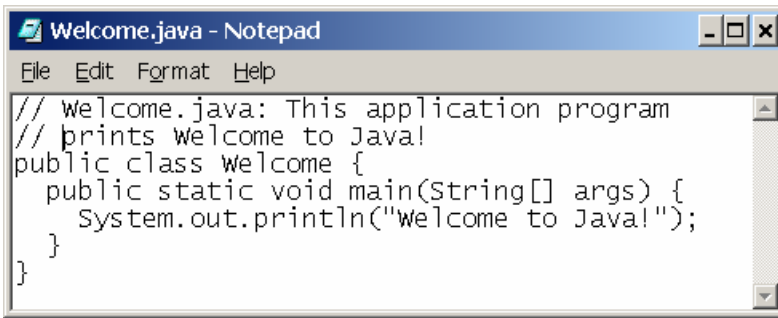 Welcome.java - Notepad
File Edit Format Help
// Welcome.java: This application program
// prints Welcome to Java!
public class Welcome {
  public static void main(String[] args) {
    System.out.println("Welcome to Java!");
  }
}